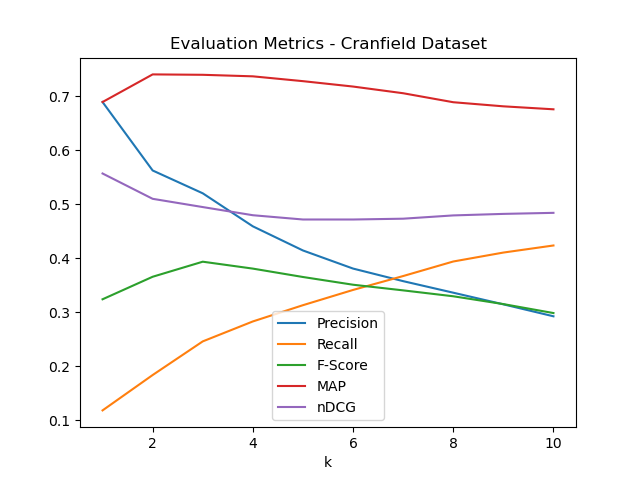 Evaluation Metrics - Cranfield Dataset
0.7
0.6
0.5
0.4
0.3
0.2
0.1
Precision
Recall
F-Score
MAP
nDCG
2 4 6 8 10
k